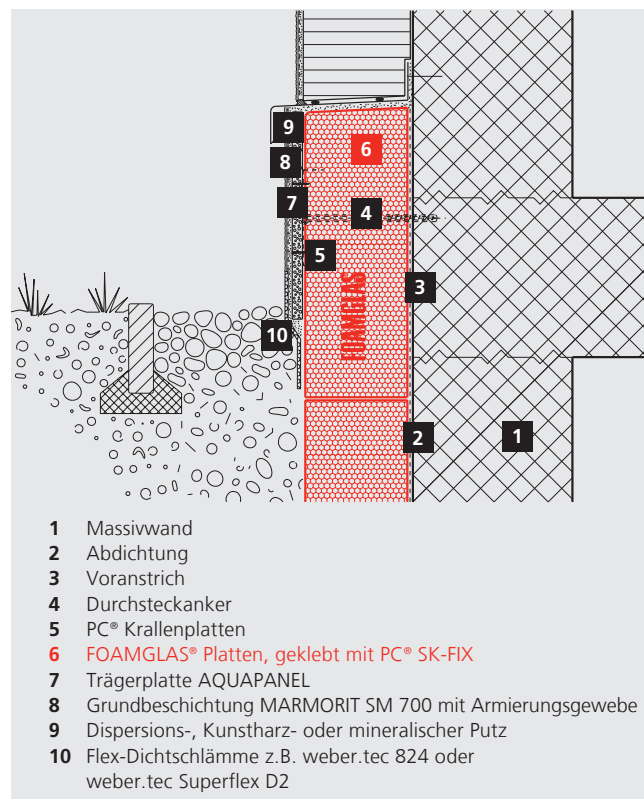 9
6
8
7
4
5
3
FOAMGLAS
10
2
1
1 Massivwand
2 Abdichtung
3 Voranstrich
4 Durchsteckanker
5 PC® Krallenplatten
6 FOAMGLAS® Platten, geklebt mit PC® SK-FIX
7 Trägerplatte AQUAPANEL
8 Grundbeschichtung MARMORIT SM 700 mit Armierungsgewebe
9 Dispersions-, Kunstharz- oder mineralischer Putz
10 Flex-Dichtschlämme z.B. weber.tec 824 oder
weber.tec Superflex D2